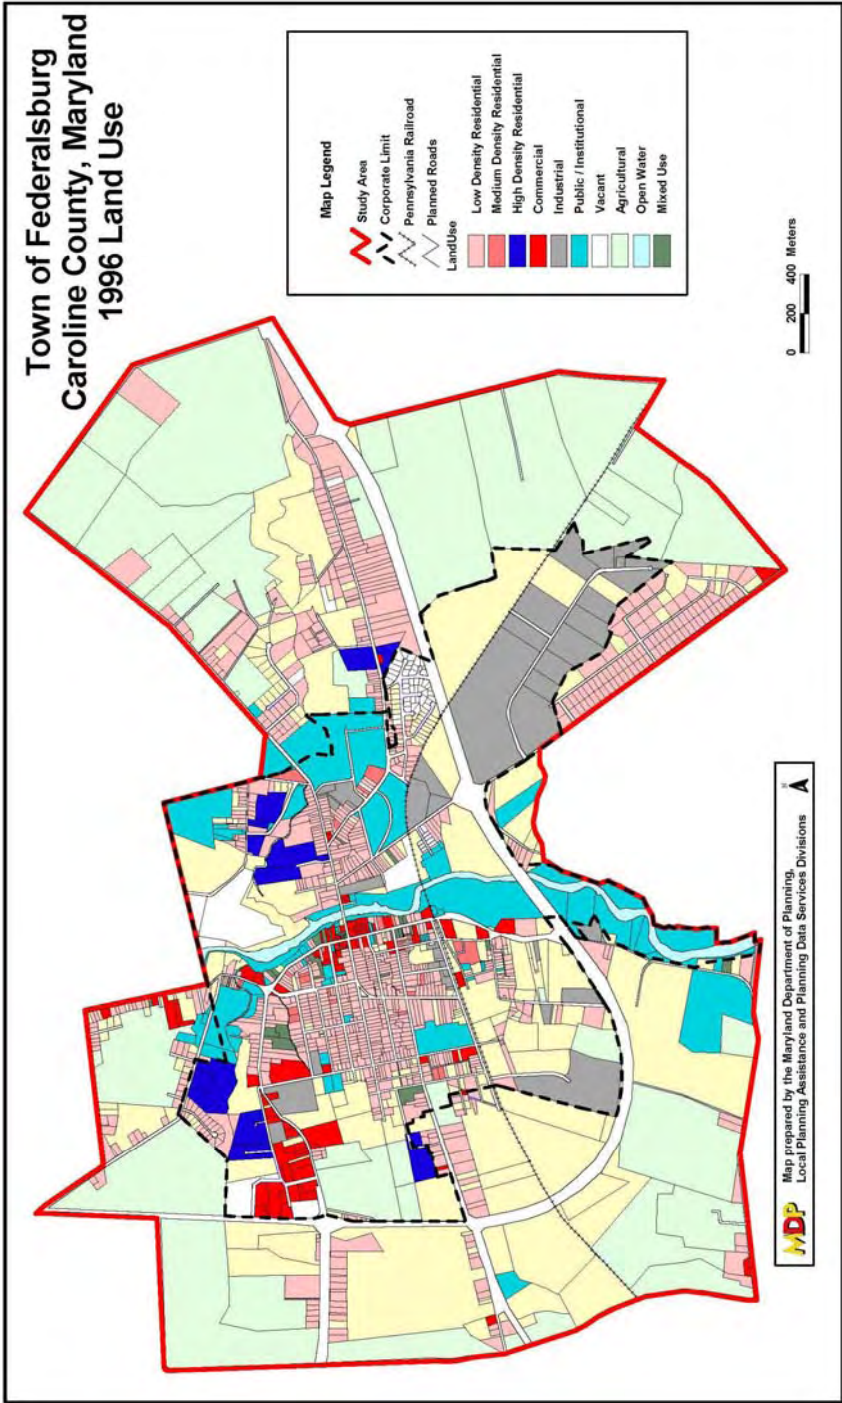 Town of Federalsburg
Caroline County, Maryland
1996 Land Use
Map Legend
Study Area
Corporate Limit
Pennsylvania Railroad
Planned Roads
LandUse
Low Density Residential
Medium Density Residential
High Density Residential
Commercial
Industrial
Public / Institutional
Vacant
Agricultural
Open Water
Mixed Use
0 200 400 Meters
MDP
Map prepared by the Maryland Department of Planning,
Local Planning Assistance and Planning Data Services Divisions